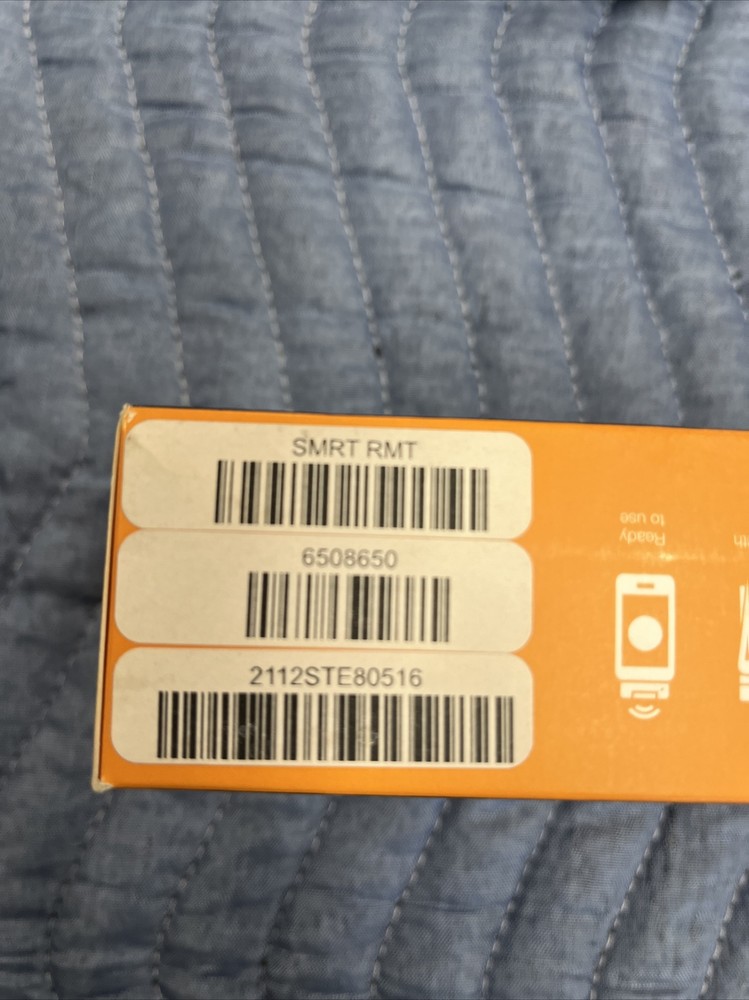 SMRT RMT
6508650
2112STE80516
Ready
to use